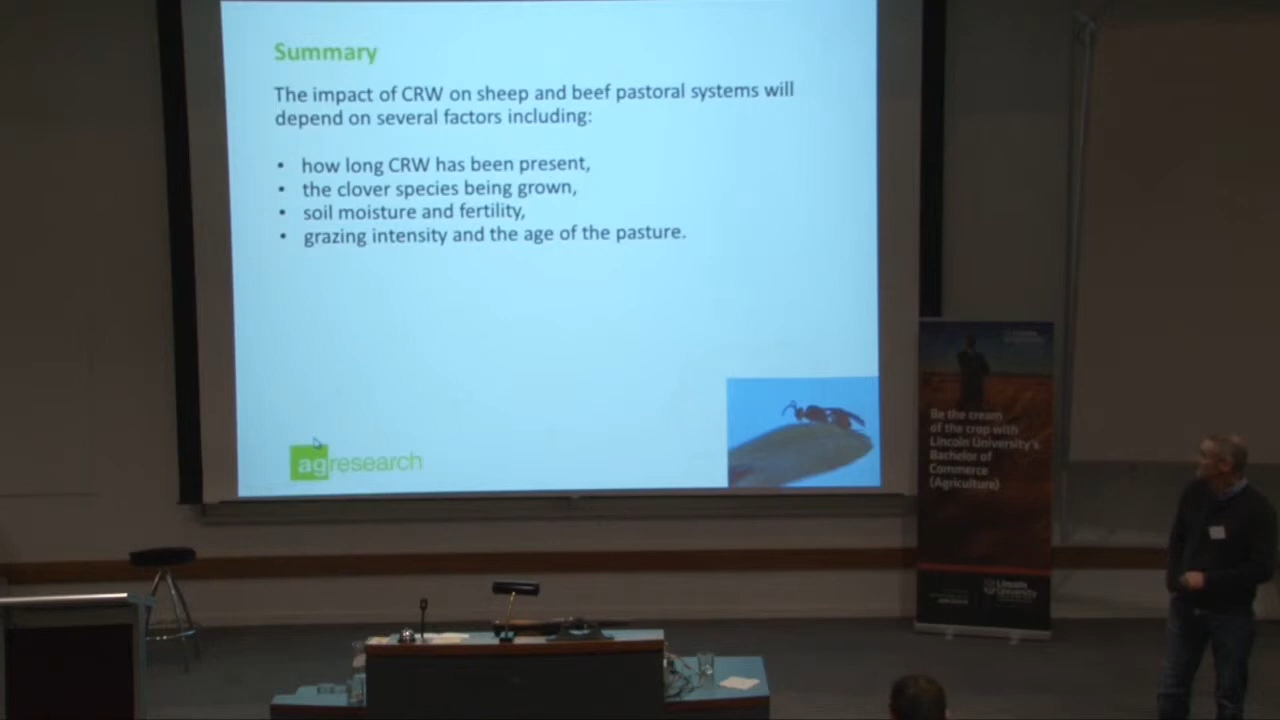 Summary
The impact of CRW on sheep and beef pastoral systems will
depend on several factors including:
• how long CRW has been present,
• the clover species being grown,
• soil moisture and fertility,
• grazing intensity and the age of the pasture.
agresearch
Be the cream
of the crop with
Lincoln University's
Bachelor of
Commerce
(Agriculture)
Lincoln
University